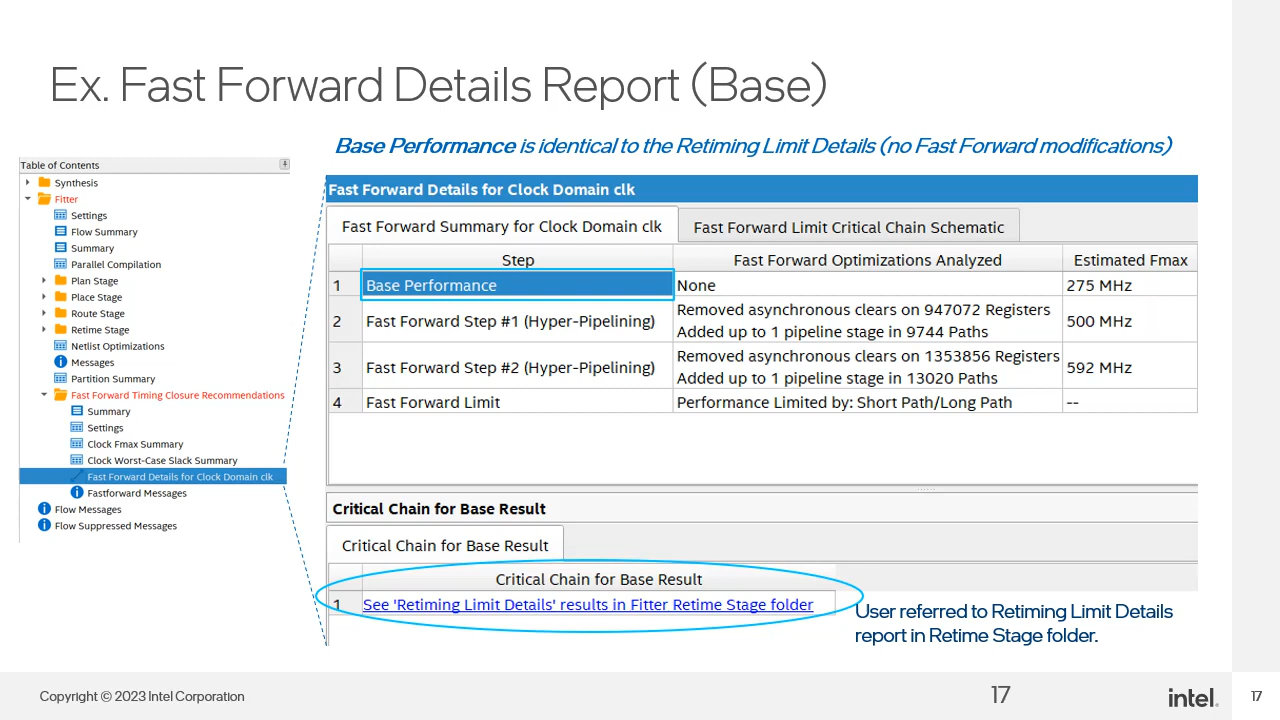 Ex. Fast Forward Details Report (Base)
Base Performance is identical to the Retiming Limit Details (no Fast Forward modifications)
Table of Contents
Synthesis
Fitter
Settings
Flow Summary
Summary
Parallel Compilation
Plan Stage
Place Stage
Route Stage
Retime Stage
Netlist Optimizations
Messages
Partition Summary
Fast Forward Timing Closure Recommendations
Summary
Settings
Clock Fmax Summary
Clock Worst-Case Slack Summary
Fast Forward Details for Clock Domain clk
Fastforward Messages
Flow Messages
Flow Suppressed Messages
Fast Forward Details for Clock Domain clk
Fast Forward Summary for Clock Domain clk Fast Forward Limit Critical Chain Schematic
Step Fast Forward Optimizations Analyzed Estimated Fmax
1 Base Performance None 275 MHz
2 Fast Forward Step #1 (Hyper-Pipelining) Removed asynchronous clears on 947072 Registers 500 MHz
Added up to 1 pipeline stage in 9744 Paths
3 Fast Forward Step #2 (Hyper-Pipelining) Removed asynchronous clears on 1353856 Registers 592 MHz
Added up to 1 pipeline stage in 13020 Paths
4 Fast Forward Limit Performance Limited by: Short Path/Long Path --
Critical Chain for Base Result
Critical Chain for Base Result
Critical Chain for Base Result
1 See 'Retiming Limit Details' results in Fitter Retime Stage folder
User referred to Retiming Limit Details
report in Retime Stage folder.
Copyright © 2023 Intel Corporation
17
intel.
17